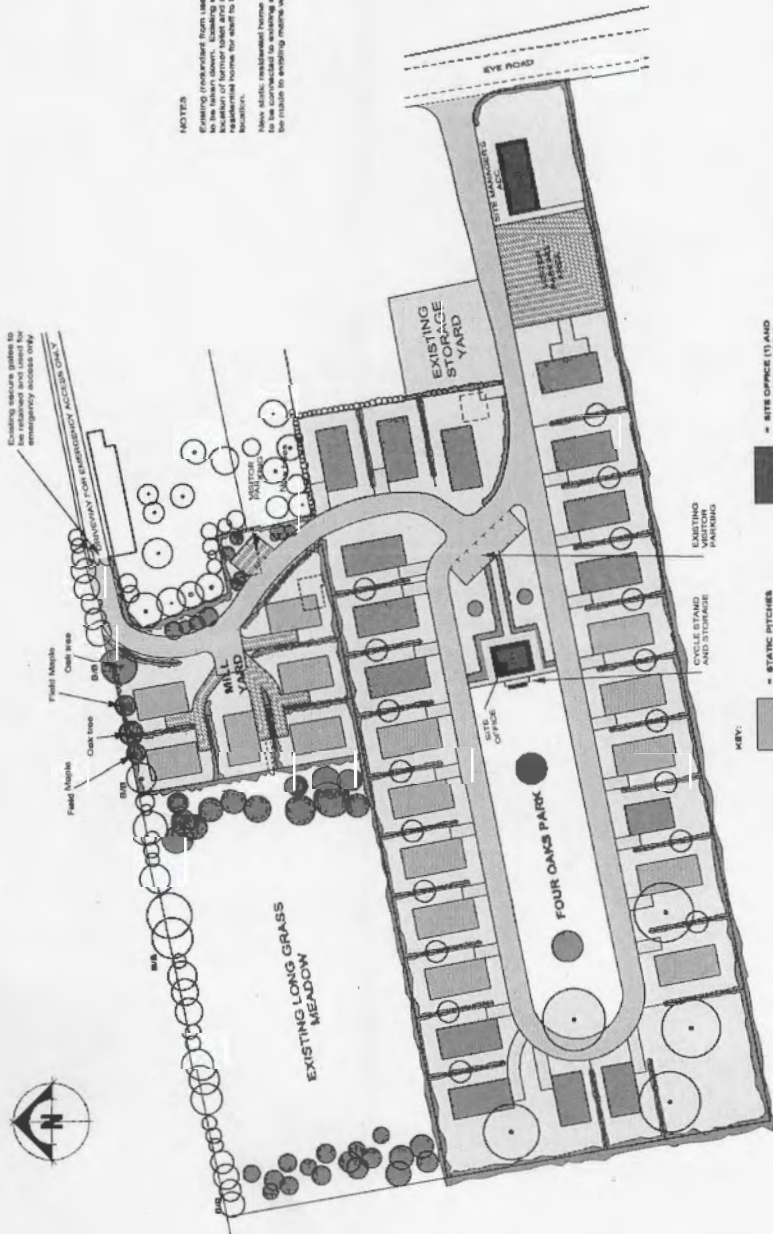 NOTES
Existing (redundant from use
to be taken down. Existing
location of former toilet and
residential home for staff to
location.
New static residential home
to be connected to existing
be made to existing mains
Existing secure gates to
be retained and used for
emergency access only
DRIVEWAY FOR EMERGENCY ACCESS ONLY
EYE ROAD
SITE MANAGER'S
ACC.
VISITOR
PARKING
AREA
EXISTING
STORAGE
YARD
VISITOR
PARKING
Field Maple
Oak tree
B/B
Field Maple
Oak tree
B/B
MILL
YARD
B/B
B/B
EXISTING LONG GRASS
MEADOW
N
SITE
OFFICE
FOUR OAKS PARK
EXISTING
VISITOR
PARKING
CYCLE STAND
AND STORAGE
KEY:
= STATIC PITCHES
= SITE OFFICE (1) AND